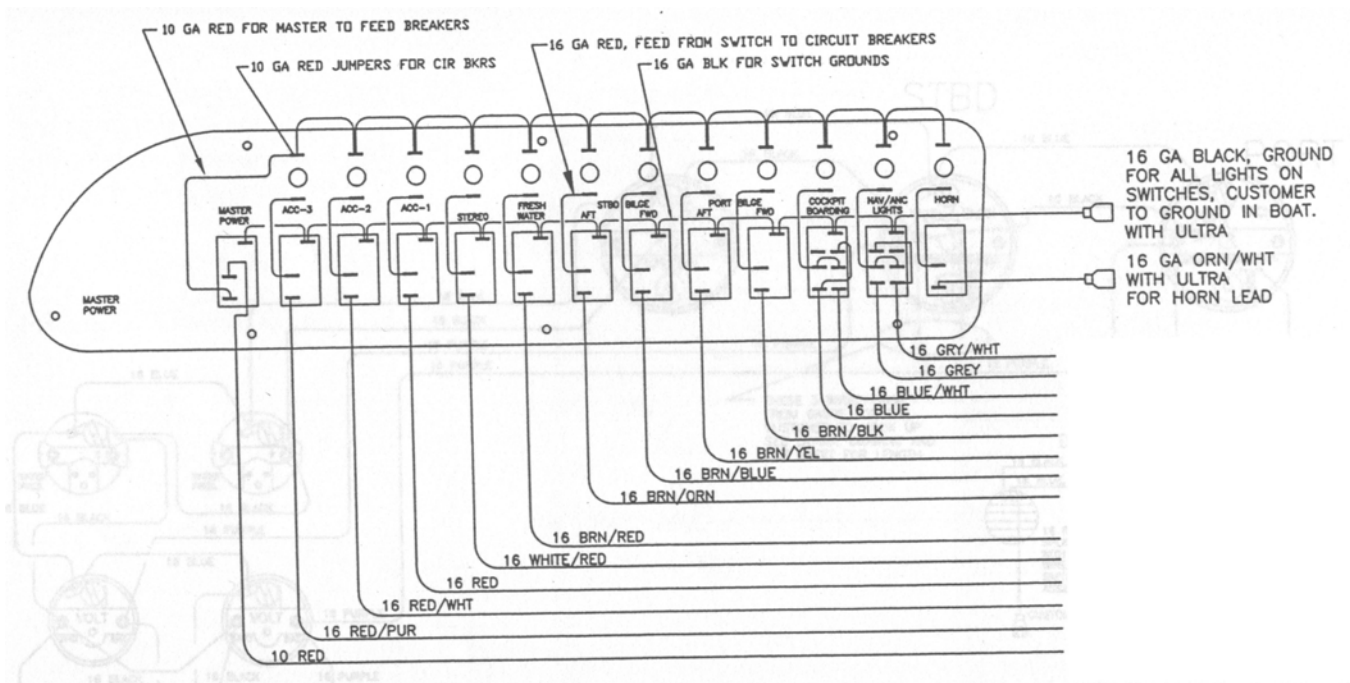 10 GA RED FOR MASTER TO FEED BREAKERS
10 GA RED JUMPERS FOR CIR BKRS
16 GA RED, FEED FROM SWITCH TO CIRCUIT BREAKERS
16 GA BLK FOR SWITCH GROUNDS
STBD
16 GA BLACK, GROUND
FOR ALL LIGHTS ON
SWITCHES, CUSTOMER
TO GROUND IN BOAT.
WITH ULTRA
16 GA ORN/WHT
WITH ULTRA
FOR HORN LEAD
MASTER
POWER
ACC-3
ACC-2
ACC-1
STEREO
FRESH
WATER
STBD BILGE
AFT FWD
PORT BILGE
AFT FWD
COCKPIT
BOARDING
NAV/ANC
LIGHTS
HORN
MASTER
POWER
16 GRY/WHT
16 GREY
16 BLUE/WHT
16 BLUE
16 BRN/BLK
16 BRN/YEL
16 BRN/BLUE
16 BRN/ORN
16 BRN/RED
16 WHITE/RED
16 RED
16 RED/WHT
16 RED/PUR
10 RED